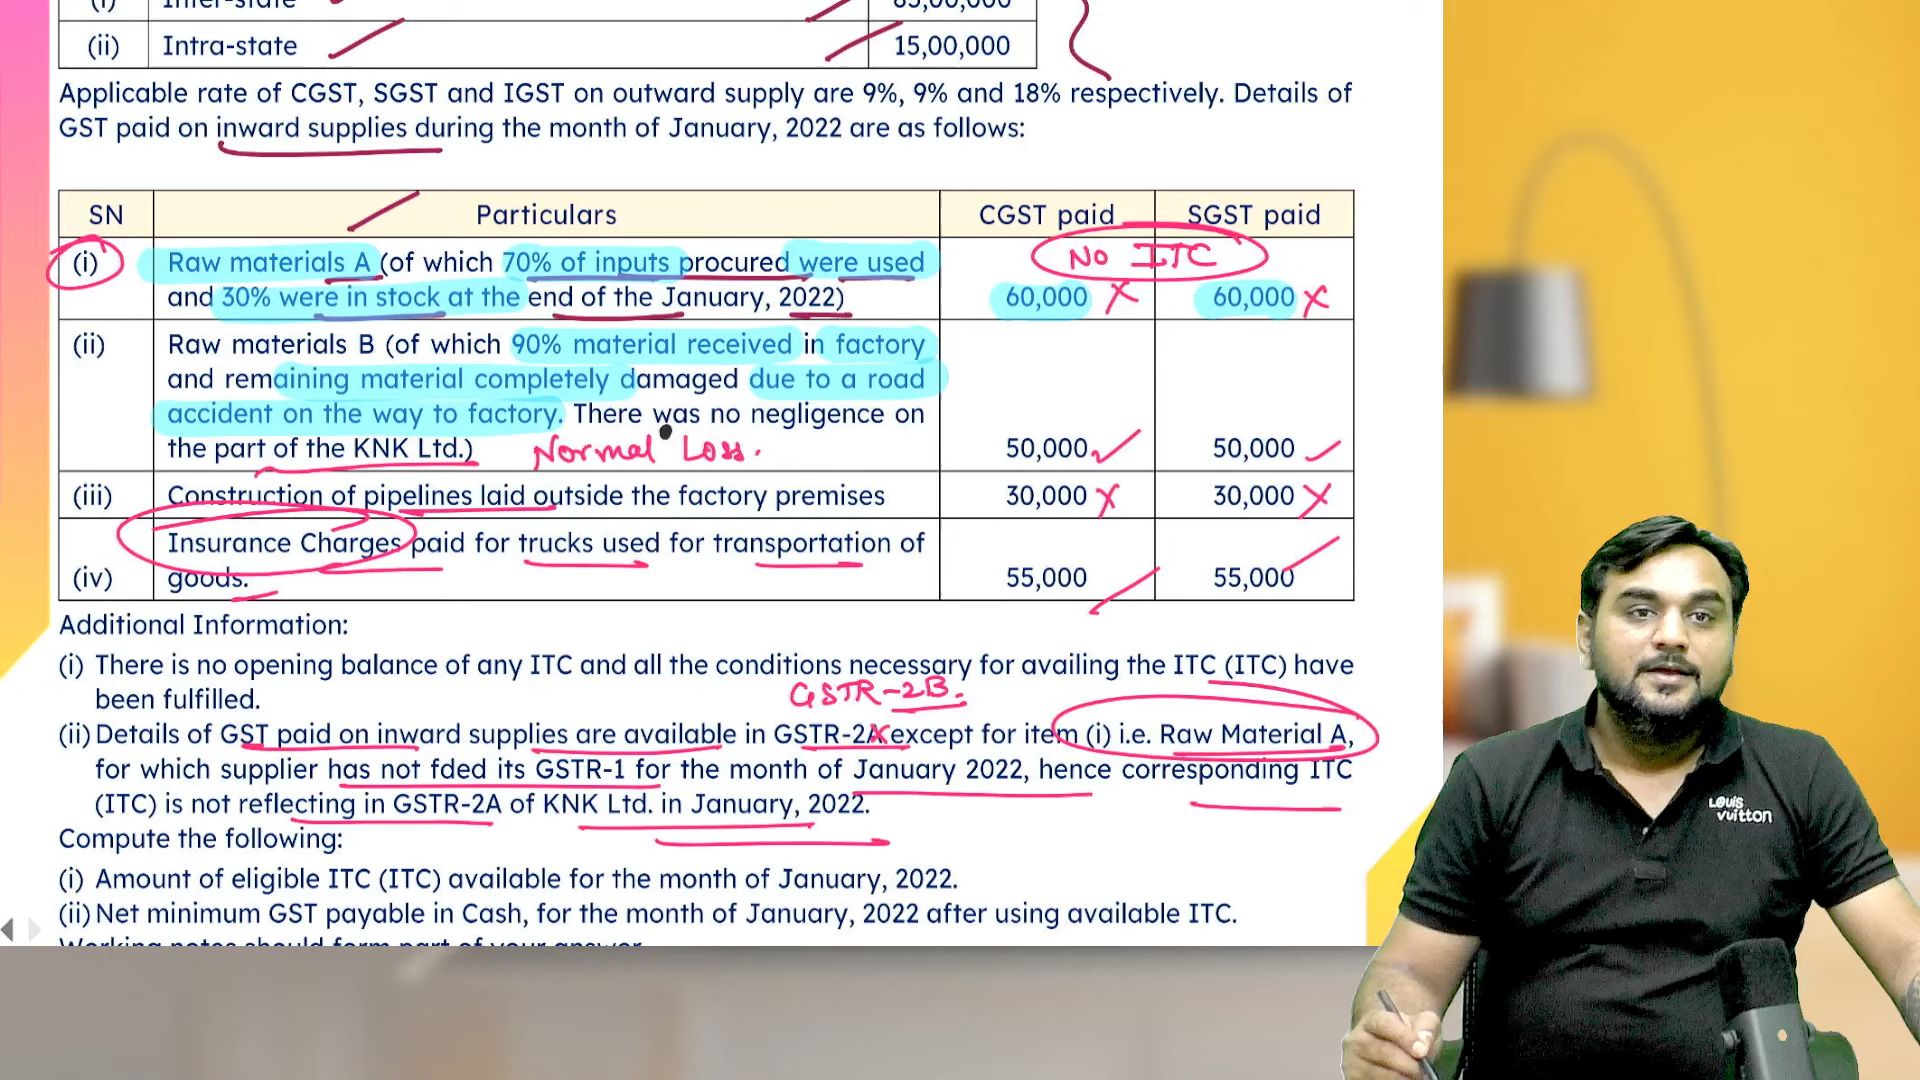 (i) Inter-state 85,00,000
(ii) Intra-state 15,00,000
Applicable rate of CGST, SGST and IGST on outward supply are 9%, 9% and 18% respectively. Details of
GST paid on inward supplies during the month of January, 2022 are as follows:
SN Particulars CGST paid SGST paid
No ITC
(i) Raw materials A (of which 70% of inputs procured were used
and 30% were in stock at the end of the January, 2022) 60,000 60,000
(ii) Raw materials B (of which 90% material received in factory
and remaining material completely damaged due to a road
accident on the way to factory. There was no negligence on
the part of the KNK Ltd.) Normal Loss. 50,000 50,000
(iii) Construction of pipelines laid outside the factory premises 30,000 30,000
Insurance Charges paid for trucks used for transportation of
(iv) goods. 55,000 55,000
Additional Information:
(i) There is no opening balance of any ITC and all the conditions necessary for availing the ITC (ITC) have
been fulfilled.
GSTR-2B.
(ii) Details of GST paid on inward supplies are available in GSTR-2A except for item (i) i.e. Raw Material A,
for which supplier has not fded its GSTR-1 for the month of January 2022, hence corresponding ITC
(ITC) is not reflecting in GSTR-2A of KNK Ltd. in January, 2022.
Compute the following:
(i) Amount of eligible ITC (ITC) available for the month of January, 2022.
(ii) Net minimum GST payable in Cash, for the month of January, 2022 after using available ITC.
Working notes should form part of your answer
Louis
vuitton